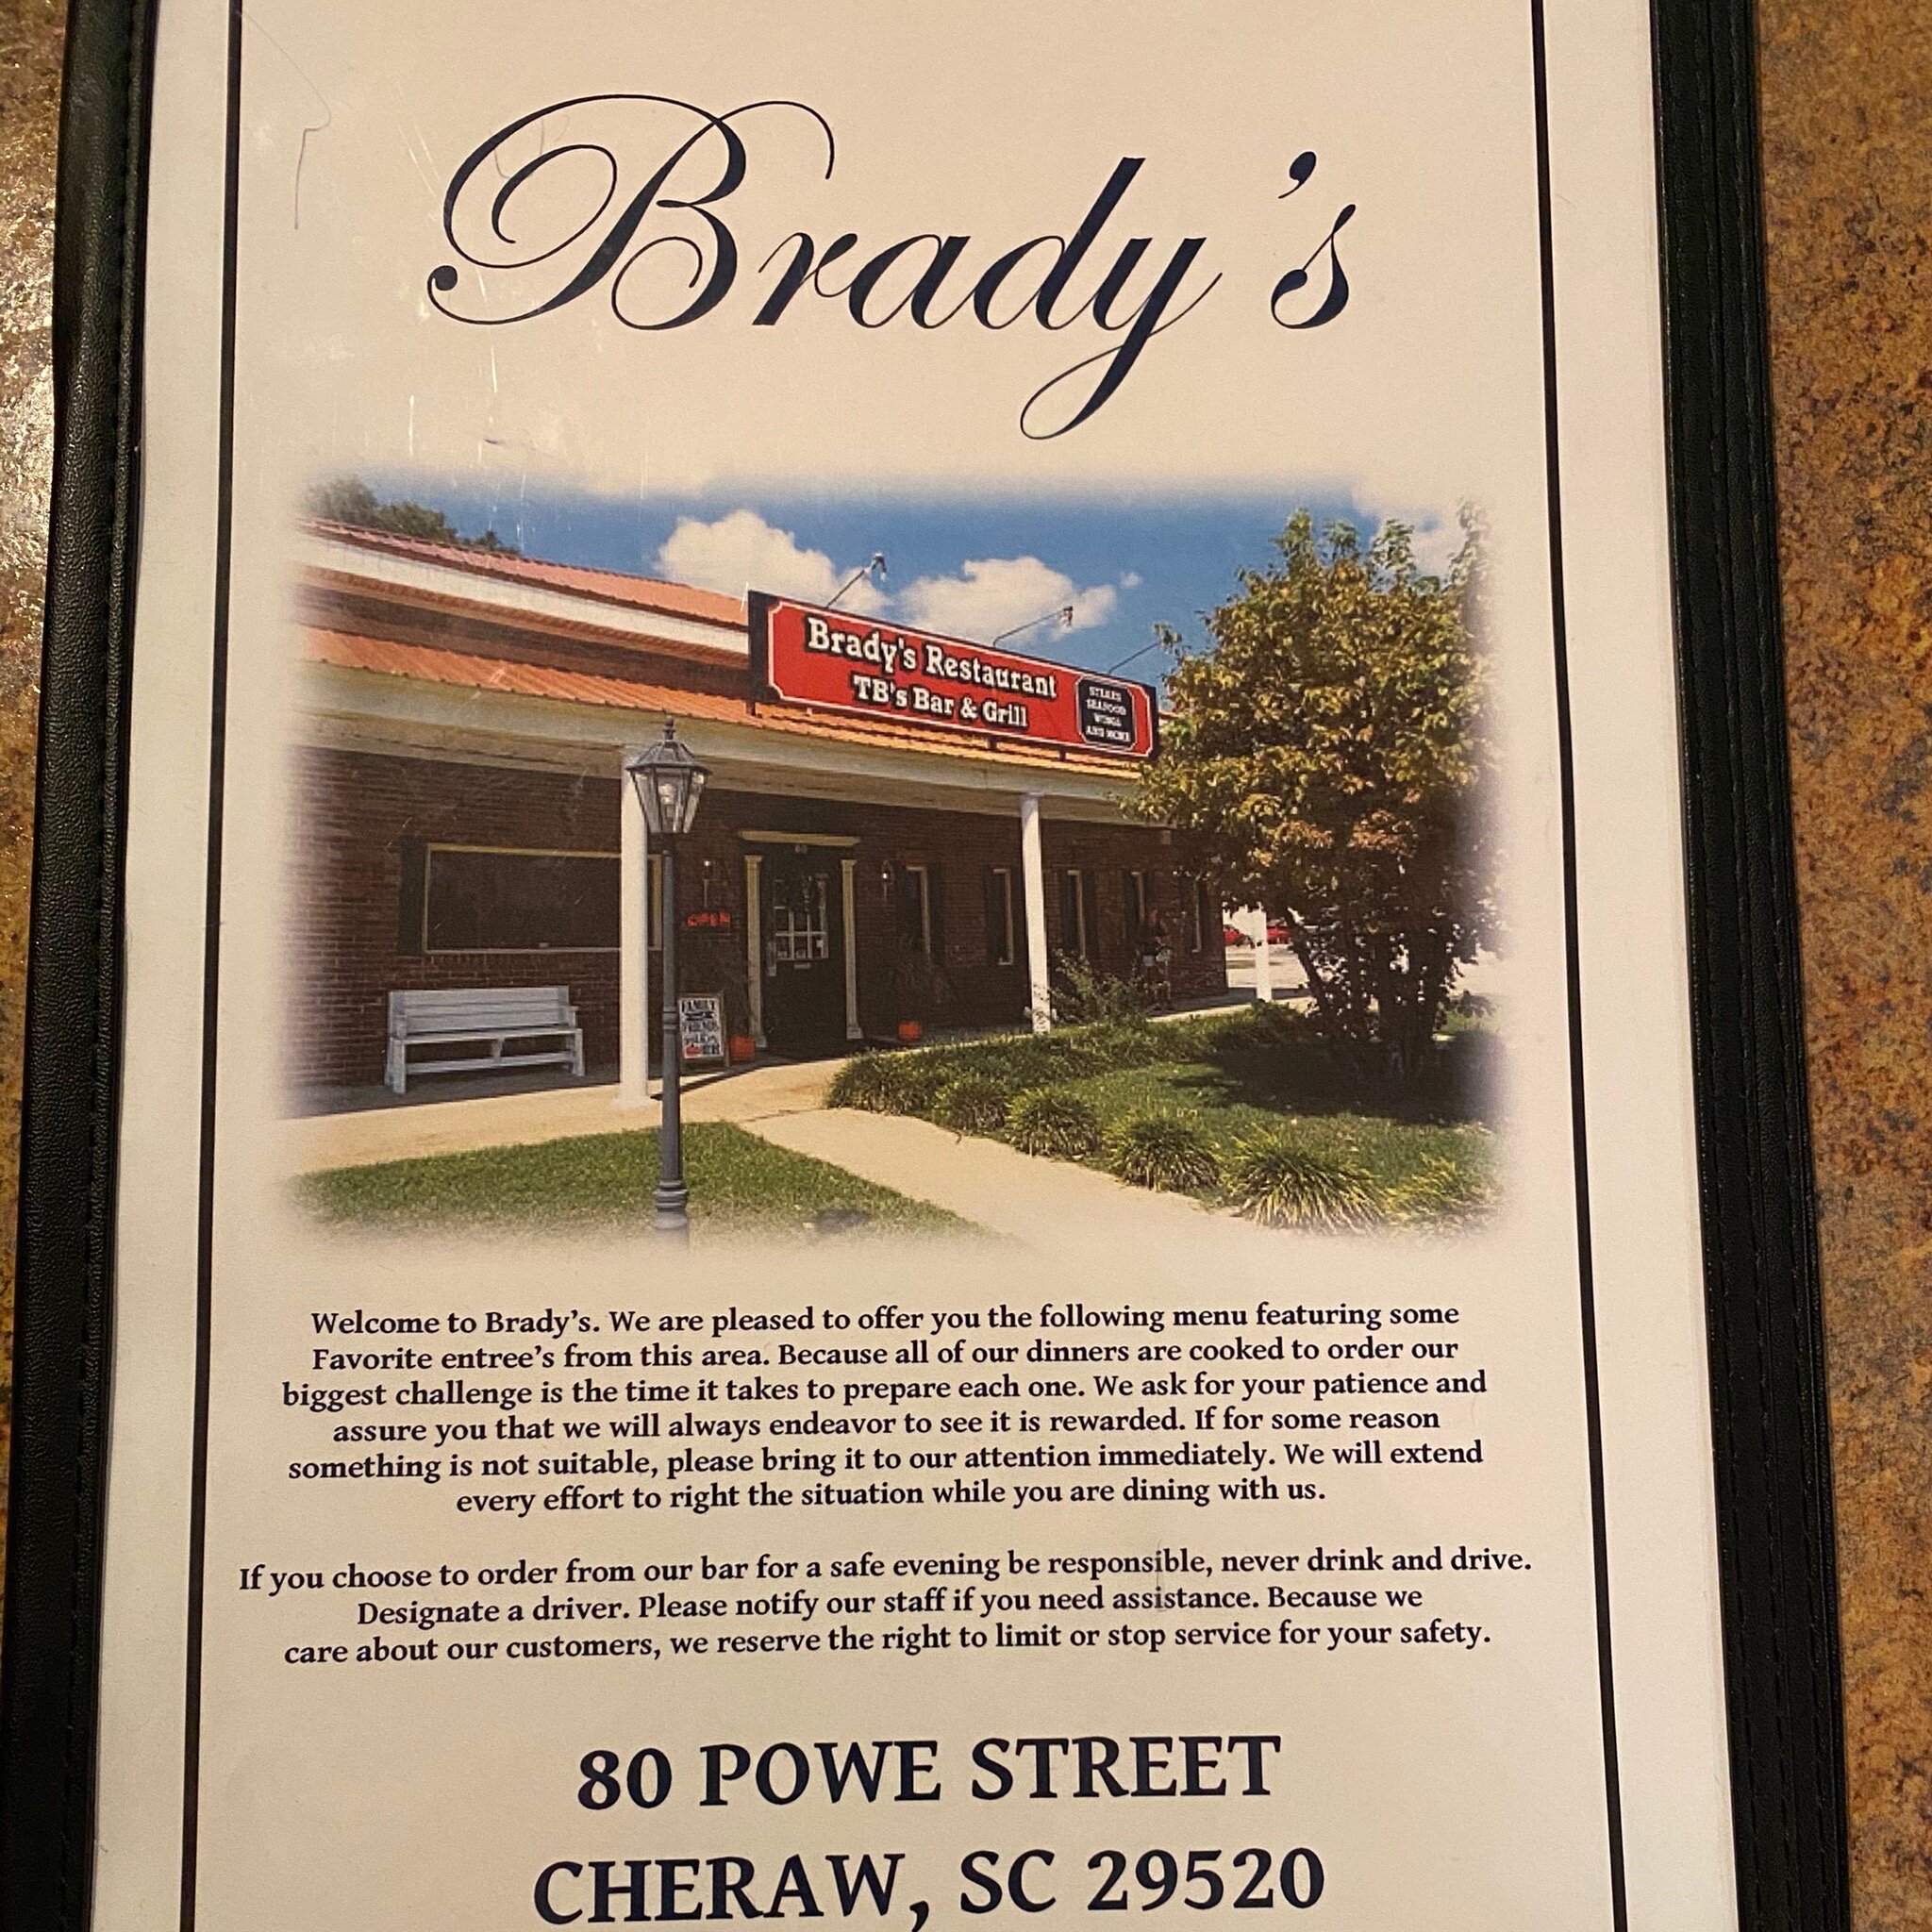 Brady's
Brady's Restaurant
TB's Bar & Grill
STEAKS
SEAFOOD
WINGS
AND MORE
OPEN
FAMILY
FRIENDS
Welcome to Brady’s. We are pleased to offer you the following menu featuring some
Favorite entree’s from this area. Because all of our dinners are cooked to order our
biggest challenge is the time it takes to prepare each one. We ask for your patience and
assure you that we will always endeavor to see it is rewarded. If for some reason
something is not suitable, please bring it to our attention immediately. We will extend
every effort to right the situation while you are dining with us.
If you choose to order from our bar for a safe evening be responsible, never drink and drive.
Designate a driver. Please notify our staff if you need assistance. Because we
care about our customers, we reserve the right to limit or stop service for your safety.
80 POWE STREET
CHERAW, SC 29520